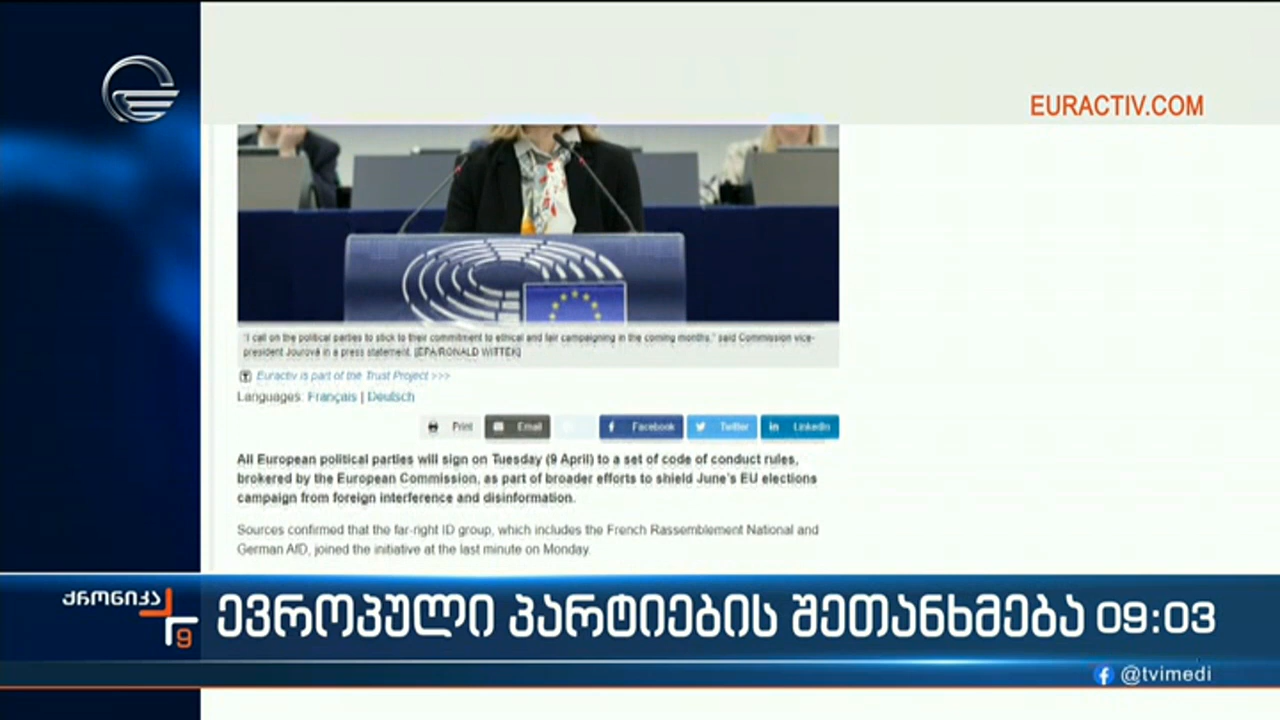 EURACTIV.COM
"I call on the political parties to stick to their commitment to ethical and fair campaigning in the coming months," said Commission vice-
president Jourová in a press statement. [EPA/RONALD WITTEK]
Euractiv is part of the Trust Project >>>
Languages: Français | Deutsch
Print Email Facebook Twitter LinkedIn
All European political parties will sign on Tuesday (9 April) to a set of code of conduct rules,
brokered by the European Commission, as part of broader efforts to shield June's EU elections
campaign from foreign interference and disinformation.
Sources confirmed that the far-right ID group, which includes the French Rassemblement National and
German AfD, joined the initiative at the last minute on Monday.
ქრონიკა
9
ევროპული პარტიების შეთანხმება 09:03
@tvimedi